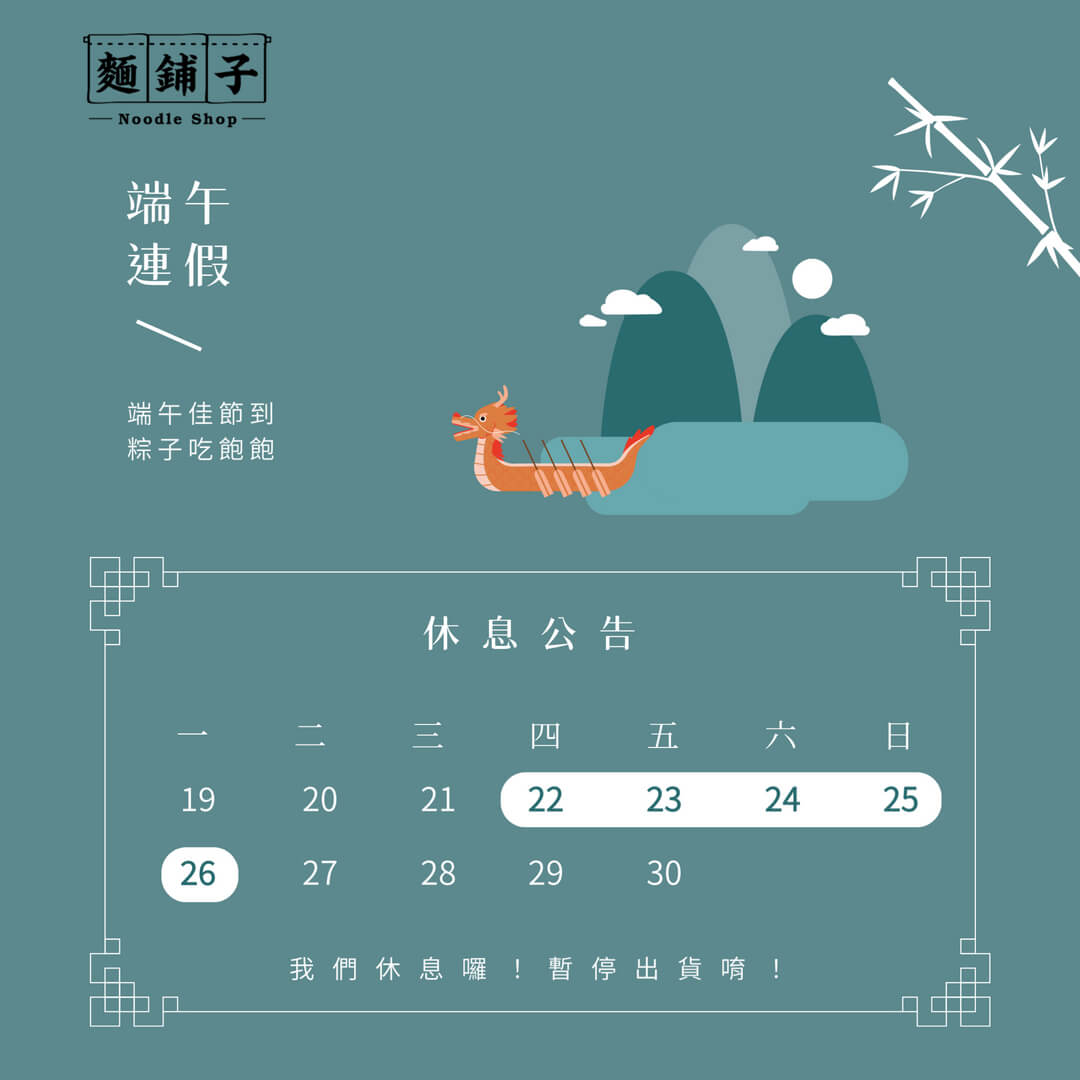 麵鋪子
Noodle Shop
端午
連假
端午佳節到
粽子吃飽飽
休息公告
一 二 三 四 五 六 日
19 20 21 22 23 24 25
26 27 28 29 30
我們休息囉！暫停出貨唷！